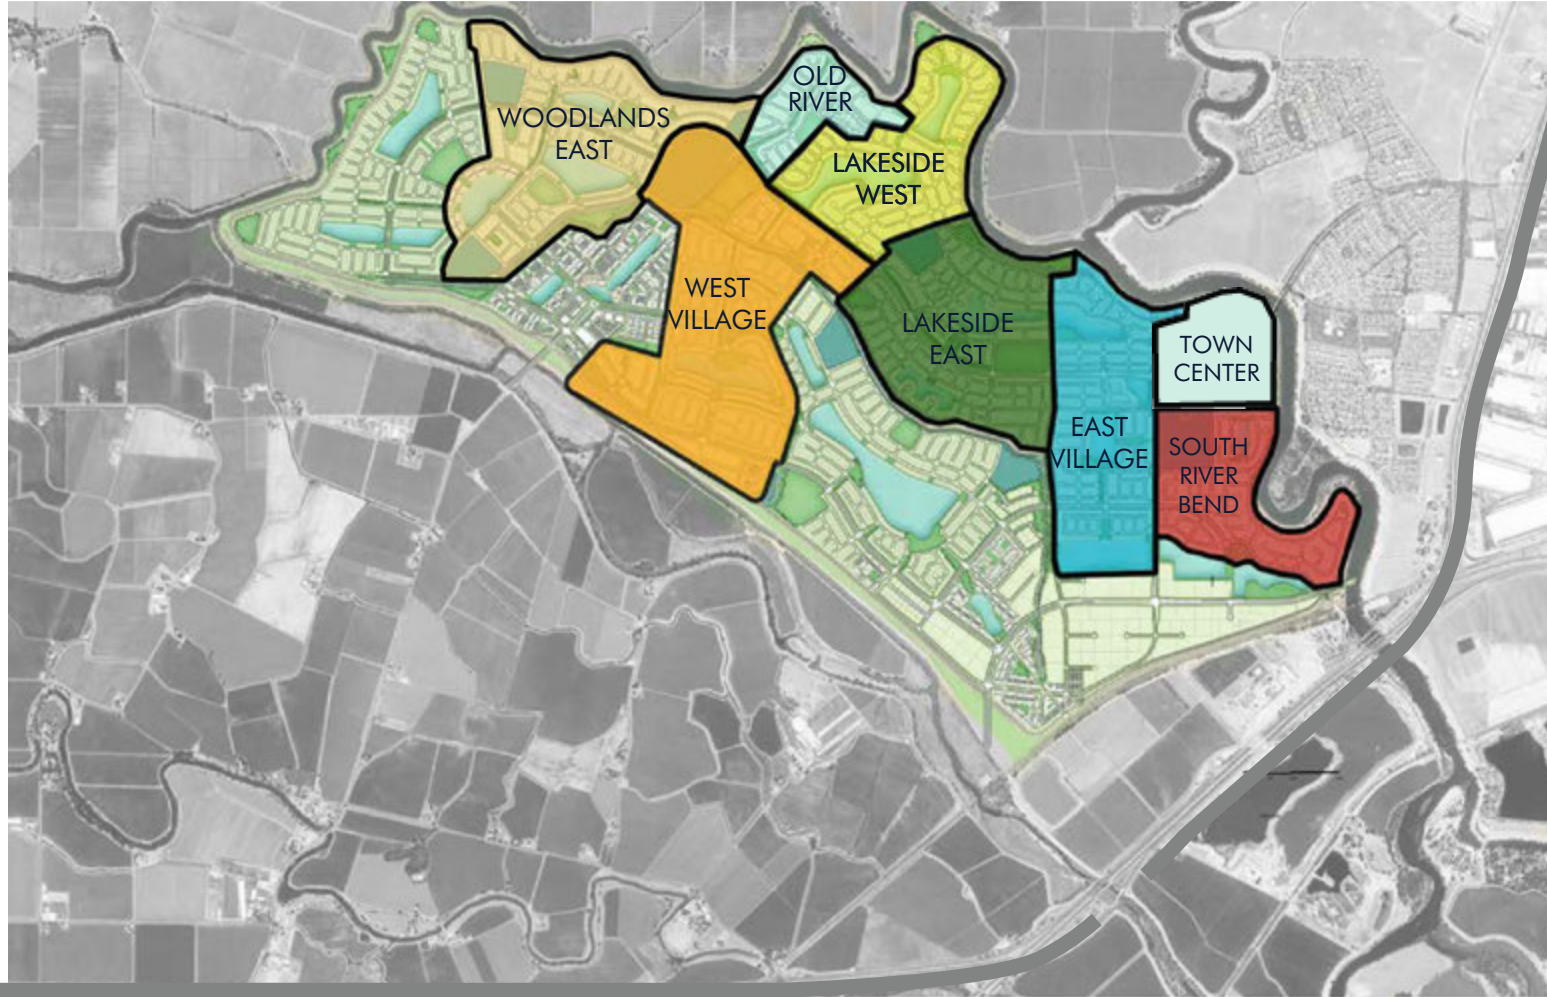 WOODLANDS
EAST
OLD
RIVER
LAKESIDE
WEST
WEST
VILLAGE
LAKESIDE
EAST
TOWN
CENTER
EAST
VILLAGE
SOUTH
RIVER
BEND